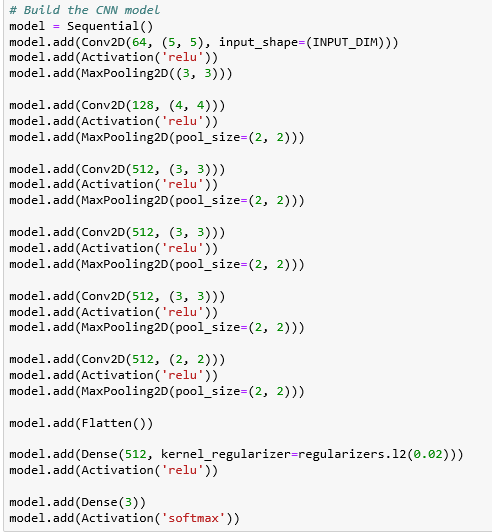 # Build the CNN model
model = Sequential()
model.add(Conv2D(64, (5, 5), input_shape=(INPUT_DIM)))
model.add(Activation('relu'))
model.add(MaxPooling2D((3, 3)))
model.add(Conv2D(128, (4, 4)))
model.add(Activation('relu'))
model.add(MaxPooling2D(pool_size=(2, 2)))
model.add(Conv2D(512, (3, 3)))
model.add(Activation('relu'))
model.add(MaxPooling2D(pool_size=(2, 2)))
model.add(Conv2D(512, (3, 3)))
model.add(Activation('relu'))
model.add(MaxPooling2D(pool_size=(2, 2)))
model.add(Conv2D(512, (3, 3)))
model.add(Activation('relu'))
model.add(MaxPooling2D(pool_size=(2, 2)))
model.add(Conv2D(512, (2, 2)))
model.add(Activation('relu'))
model.add(MaxPooling2D(pool_size=(2, 2)))
model.add(Flatten())
model.add(Dense(512, kernel_regularizer=regularizers.l2(0.02)))
model.add(Activation('relu'))
model.add(Dense(3))
model.add(Activation('softmax'))